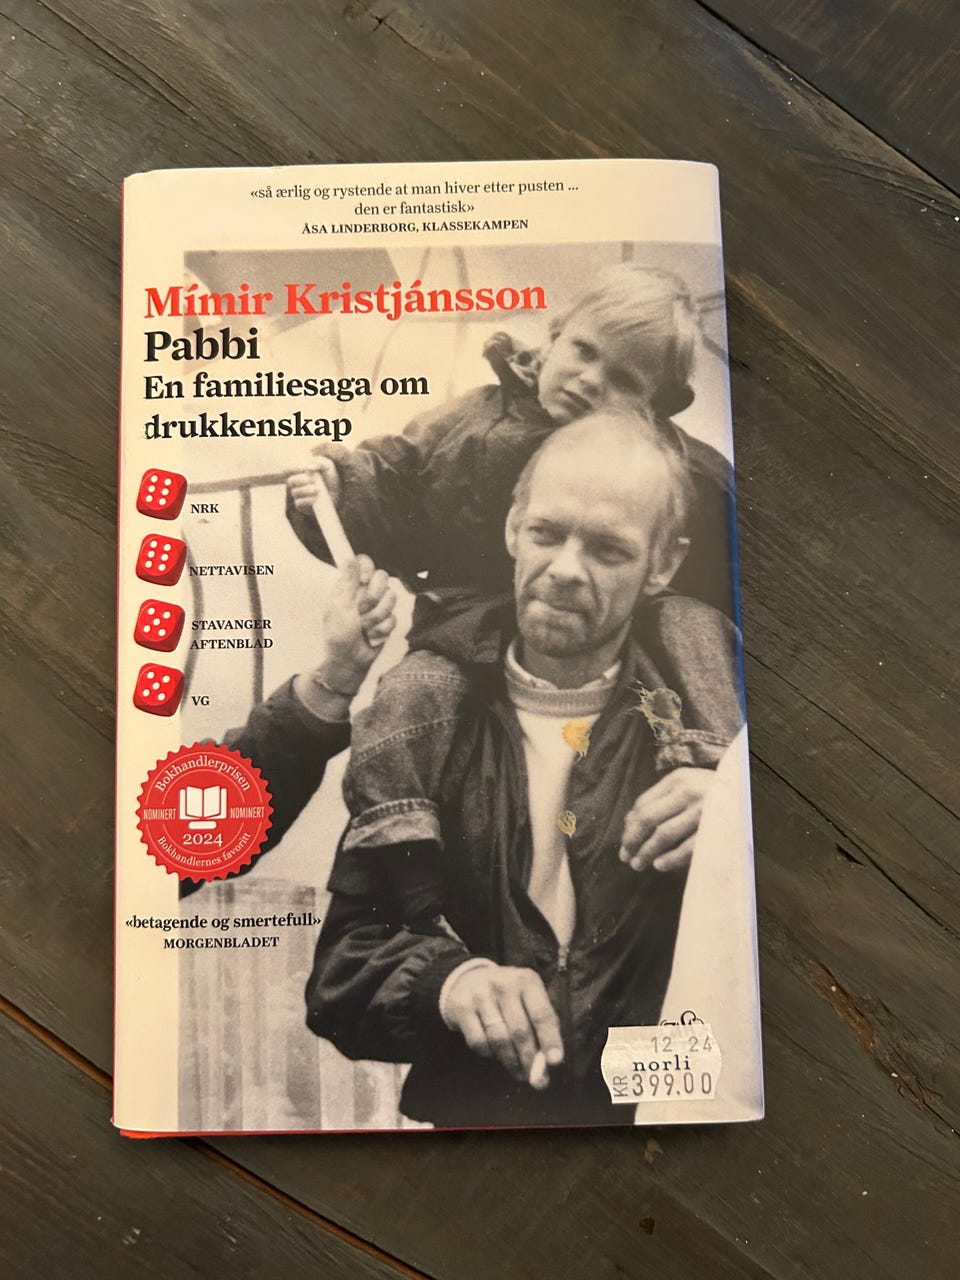 «så ærlig og rystende at man hiver etter pusten ...
den er fantastisk»
ÅSA LINDERBORG, KLASSEKAMPEN
Mímir Kristjánsson
Pabbi
En familiesaga om
drukkenskap
NRK
NETTAVISEN
STAVANGER
AFTENBLAD
VG
Bokhandlerprisen
NOMINERT NOMINERT
2024
Bokhandlernes favoritt
«betagende og smertefull»
MORGENBLADET
12 24
norli
KR 399.00